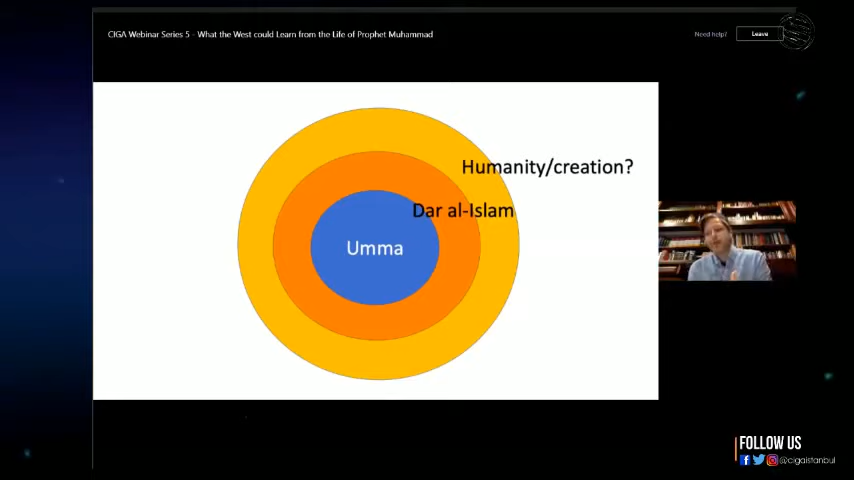 CIGA Webinar Series 5 - What the West could Learn from the Life of Prophet Muhammad
Need help?
Leave
Humanity/creation?
Dar al-Islam
Umma
FOLLOW US
@cigaistanbul